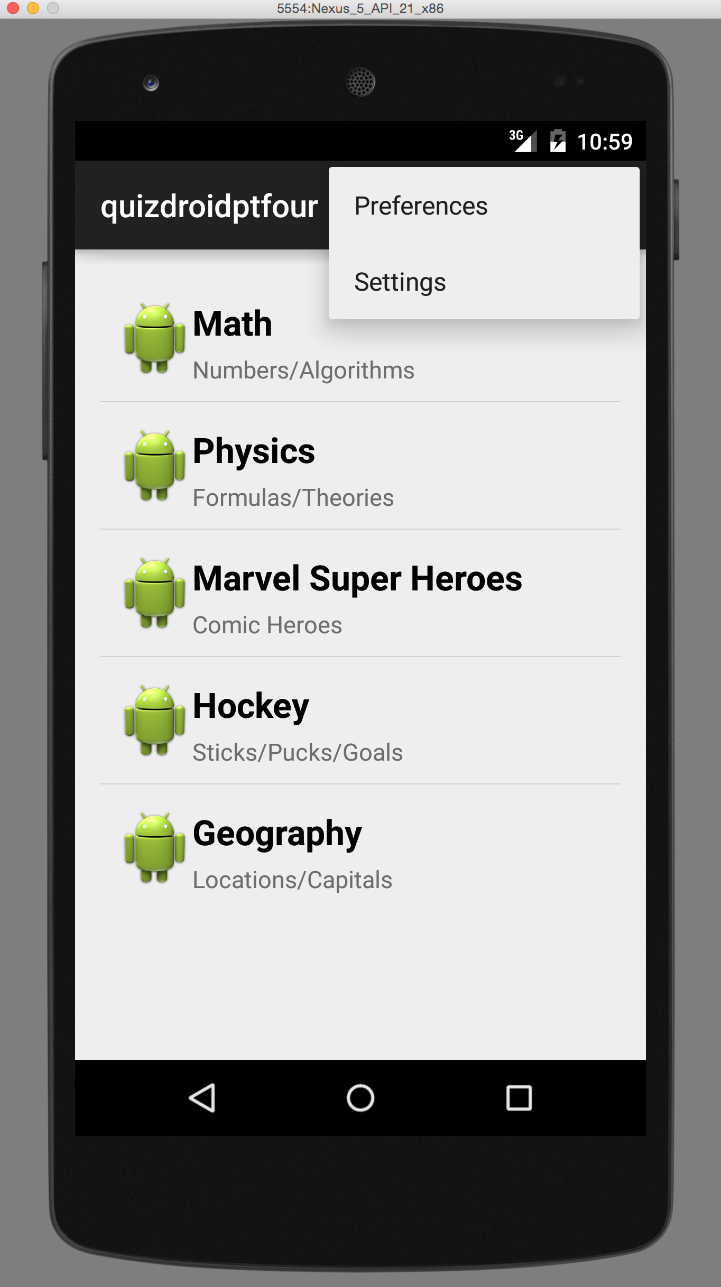 5554:Nexus_5_API_21_x86
3G 10:59
quizdroidptfour
Preferences
Settings
Math
Numbers/Algorithms
Physics
Formulas/Theories
Marvel Super Heroes
Comic Heroes
Hockey
Sticks/Pucks/Goals
Geography
Locations/Capitals